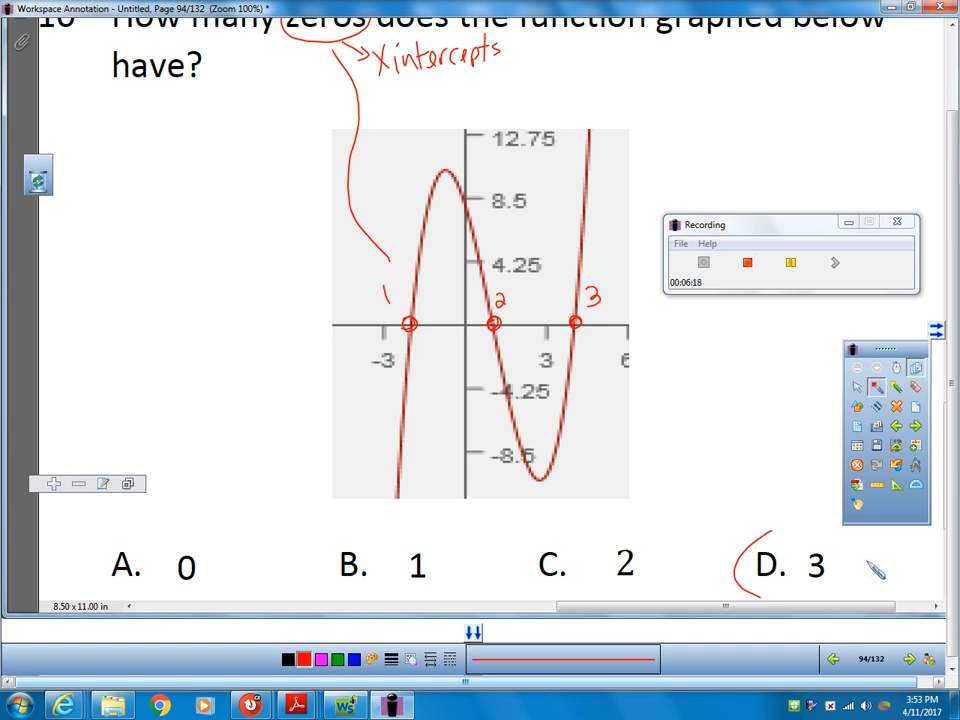 Workspace Annotation - Untitled, Page 94/132 (Zoom 100%) *
10 How many zeros does the function graphed below
have?
X intercepts
12.75
8.5
4.25
1
2
3
-3
3
6
-4.25
-8.5
A. 0
B. 1
C. 2
D. 3
Recording
File Help
00:06:18
8.50 x 11.00 in
94/132
3:53 PM
4/11/2017